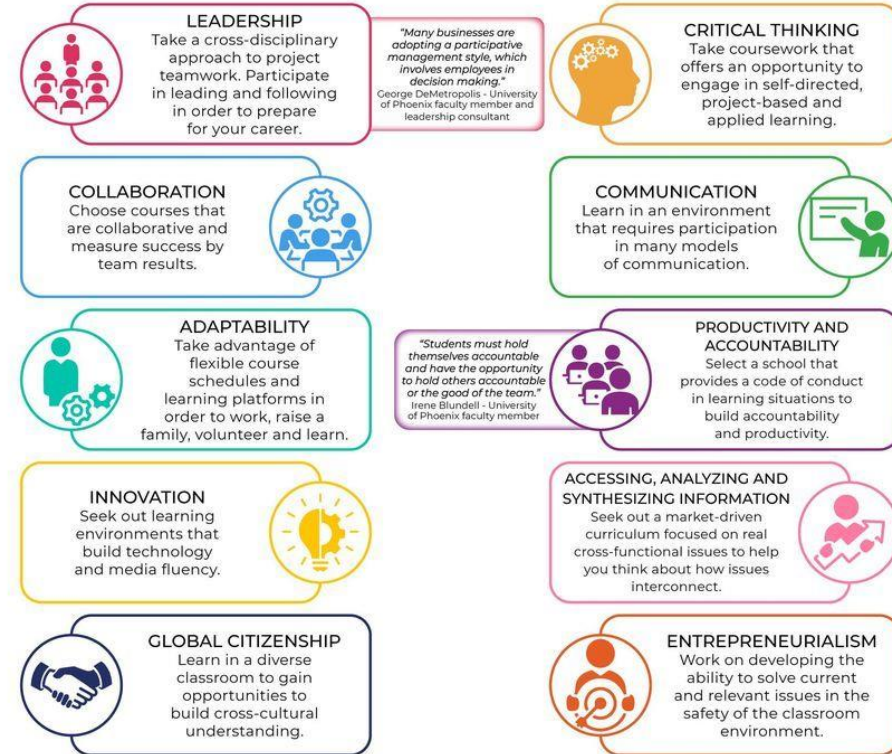 LEADERSHIP
Take a cross-disciplinary
approach to project
teamwork. Participate
in leading and following
in order to prepare
for your career.
"Many businesses are
adopting a participative
management style, which
involves employees in
decision making."
George DeMetropolis - University
of Phoenix faculty member and
leadership consultant
CRITICAL THINKING
Take coursework that
offers an opportunity to
engage in self-directed,
project-based and
applied learning.
COLLABORATION
Choose courses that
are collaborative and
measure success by
team results.
COMMUNICATION
Learn in an environment
that requires participation
in many models
of communication.
ADAPTABILITY
Take advantage of
flexible course
schedules and
learning platforms in
order to work, raise a
family, volunteer and learn.
"Students must hold
themselves accountable
and have the opportunity
to hold others accountable
or the good of the team."
Irene Blundell - University
of Phoenix faculty member
PRODUCTIVITY AND
ACCOUNTABILITY
Select a school that
provides a code of conduct
in learning situations to
build accountability
and productivity.
INNOVATION
Seek out learning
environments that
build technology
and media fluency.
ACCESSING, ANALYZING AND
SYNTHESIZING INFORMATION
Seek out a market-driven
curriculum focused on real
cross-functional issues to help
you think about how issues
interconnect.
GLOBAL CITIZENSHIP
Learn in a diverse
classroom to gain
opportunities to
build cross-cultural
understanding.
ENTREPRENEURIALISM
Work on developing the
ability to solve current
and relevant issues in the
safety of the classroom
environment.